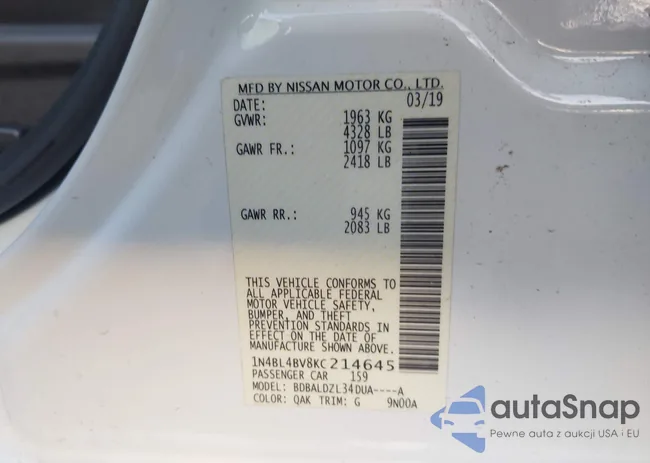 MFD BY NISSAN MOTOR CO., LTD.
DATE: 03/19
GVWR: 1963 KG
4328 LB
GAWR FR.: 1097 KG
2418 LB
GAWR RR.: 945 KG
2083 LB
THIS VEHICLE CONFORMS TO
ALL APPLICABLE FEDERAL
MOTOR VEHICLE SAFETY,
BUMPER, AND THEFT
PREVENTION STANDARDS IN
EFFECT ON THE DATE OF
MANUFACTURE SHOWN ABOVE.
1N4BL4BV8KC214645
PASSENGER CAR 159
MODEL: BDBALDZL34DUA----A
COLOR: QAK TRIM: G 9N00A
autaSnap
Pewne auta z aukcji USA i EU